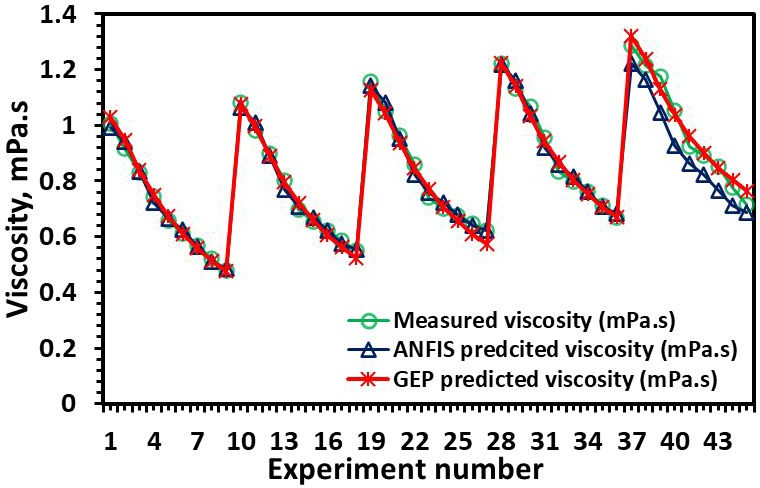 Viscosity, mPa.s
1.4
1.2
1
0.8
0.6
0.4
0.2
0
Measured viscosity (mPa.s)
ANFIS predcited viscosity (mPa.s)
GEP predicted viscosity (mPa.s)
1 4 7 10 13 16 19 22 25 28 31 34 37 40 43
Experiment number